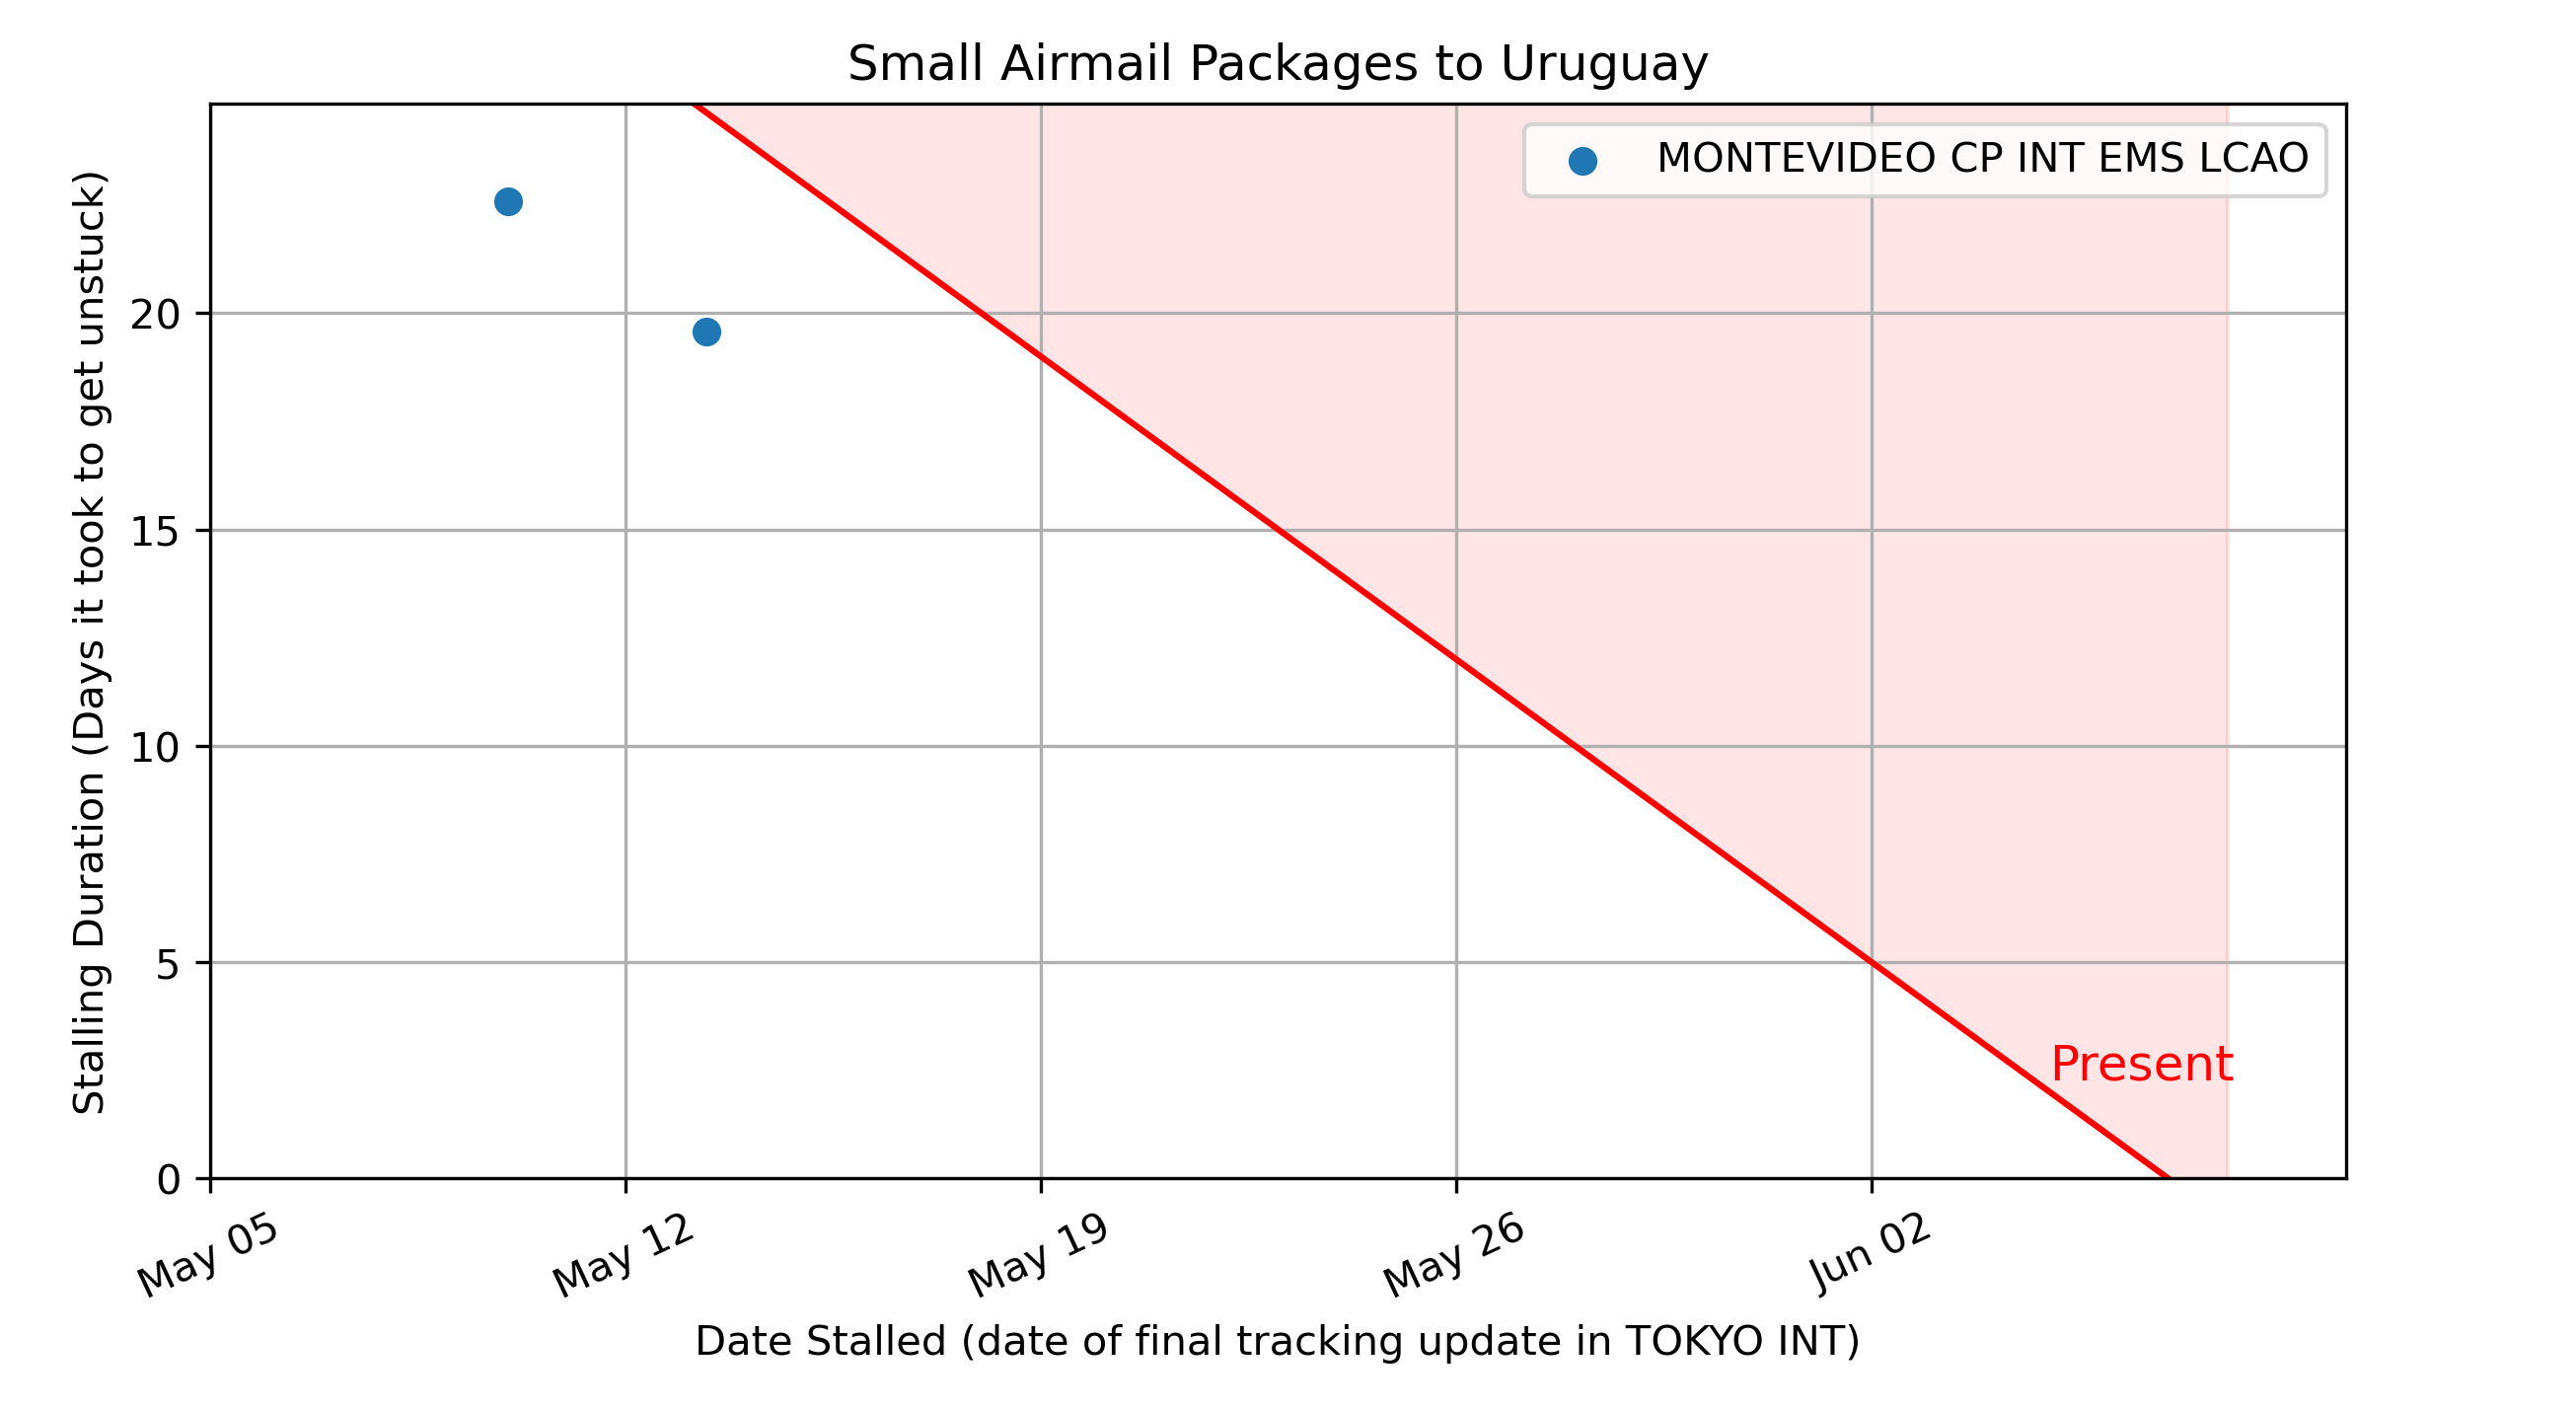 Small Airmail Packages to Uruguay
MONTEVIDEO CP INT EMS LCAO
Stalling Duration (Days it took to get unstuck)
20
15
10
5
0
Present
May 05
May 12
May 19
May 26
Jun 02
Date Stalled (date of final tracking update in TOKYO INT)